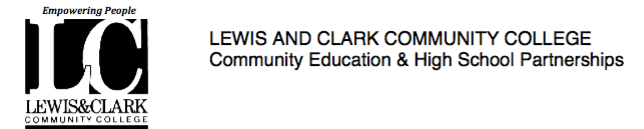 Empowering People
LC
LEWIS&CLARK
COMMUNITY COLLEGE
LEWIS AND CLARK COMMUNITY COLLEGE
Community Education & High School Partnerships